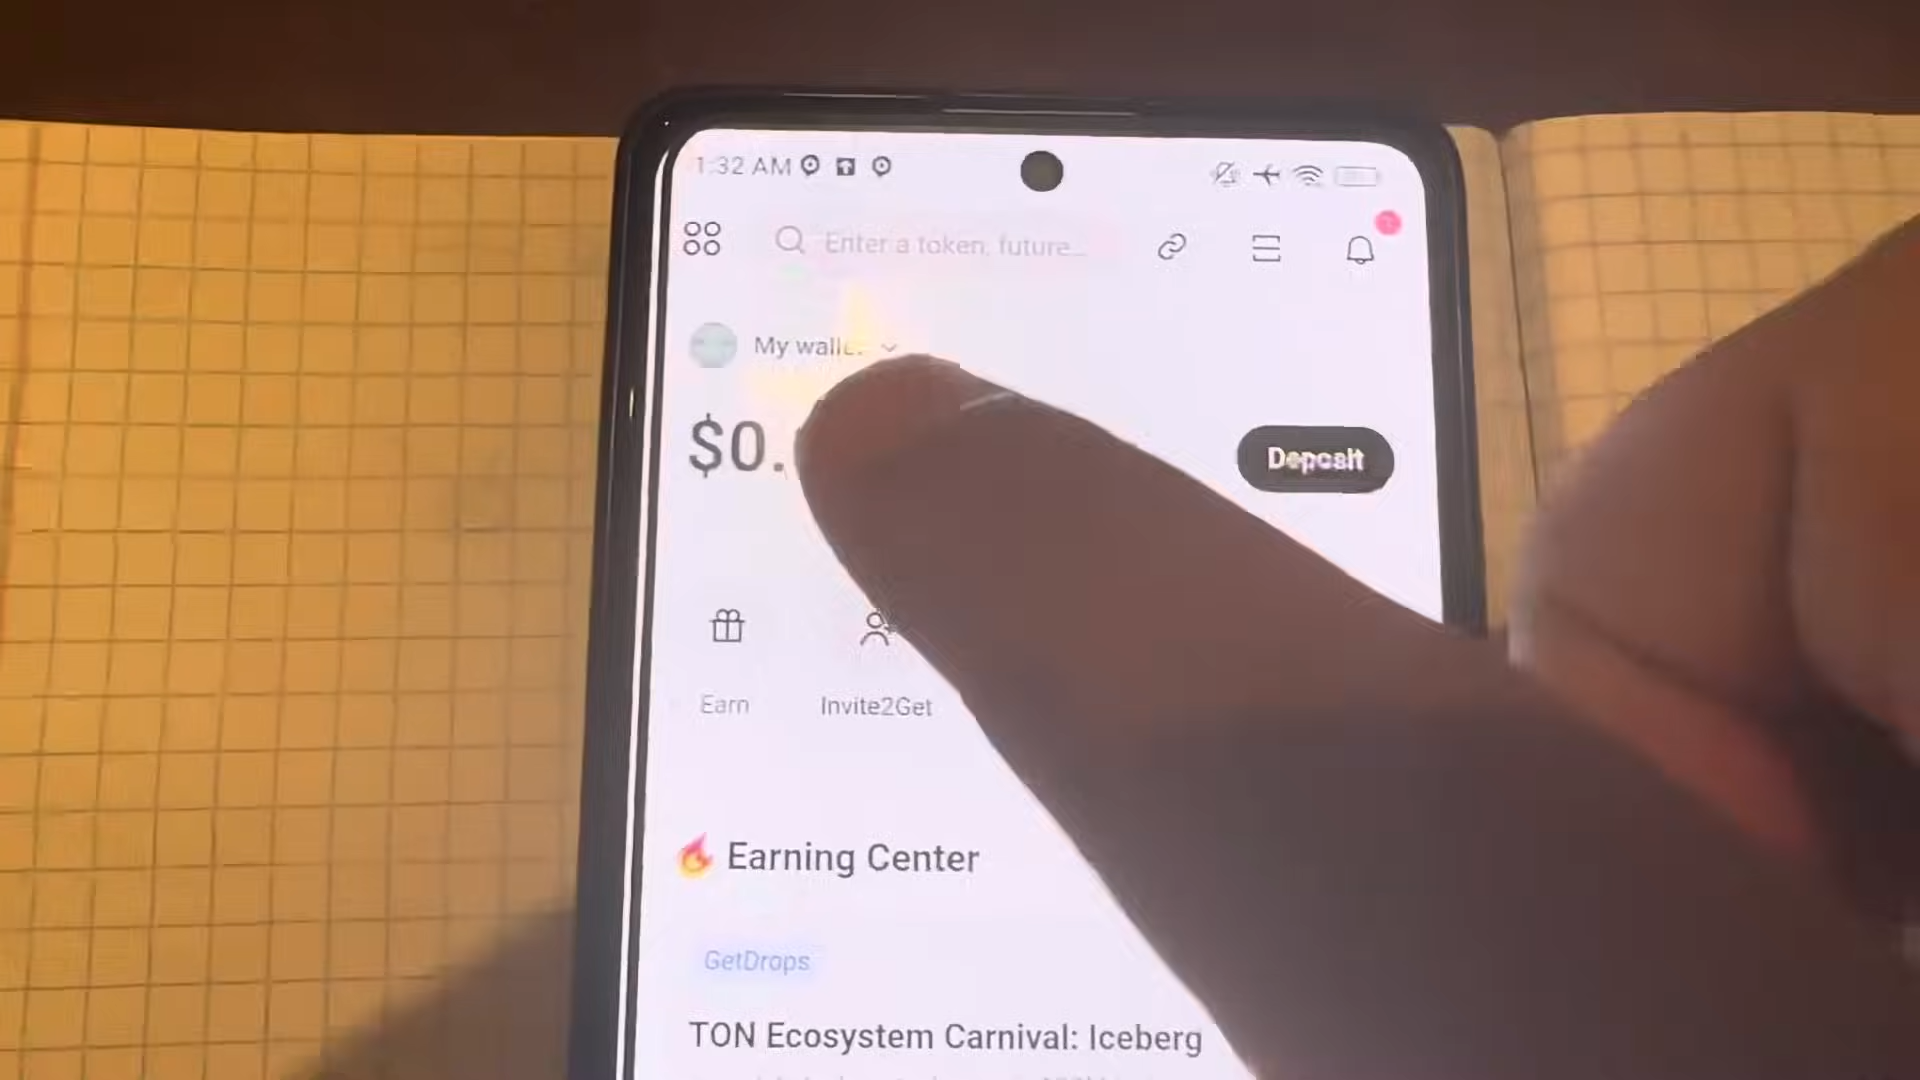 1:32 AM
Enter a token, future...
My wallet
$0.
Deposit
Earn
Invite2Get
Earning Center
GetDrops
TON Ecosystem Carnival: Iceberg